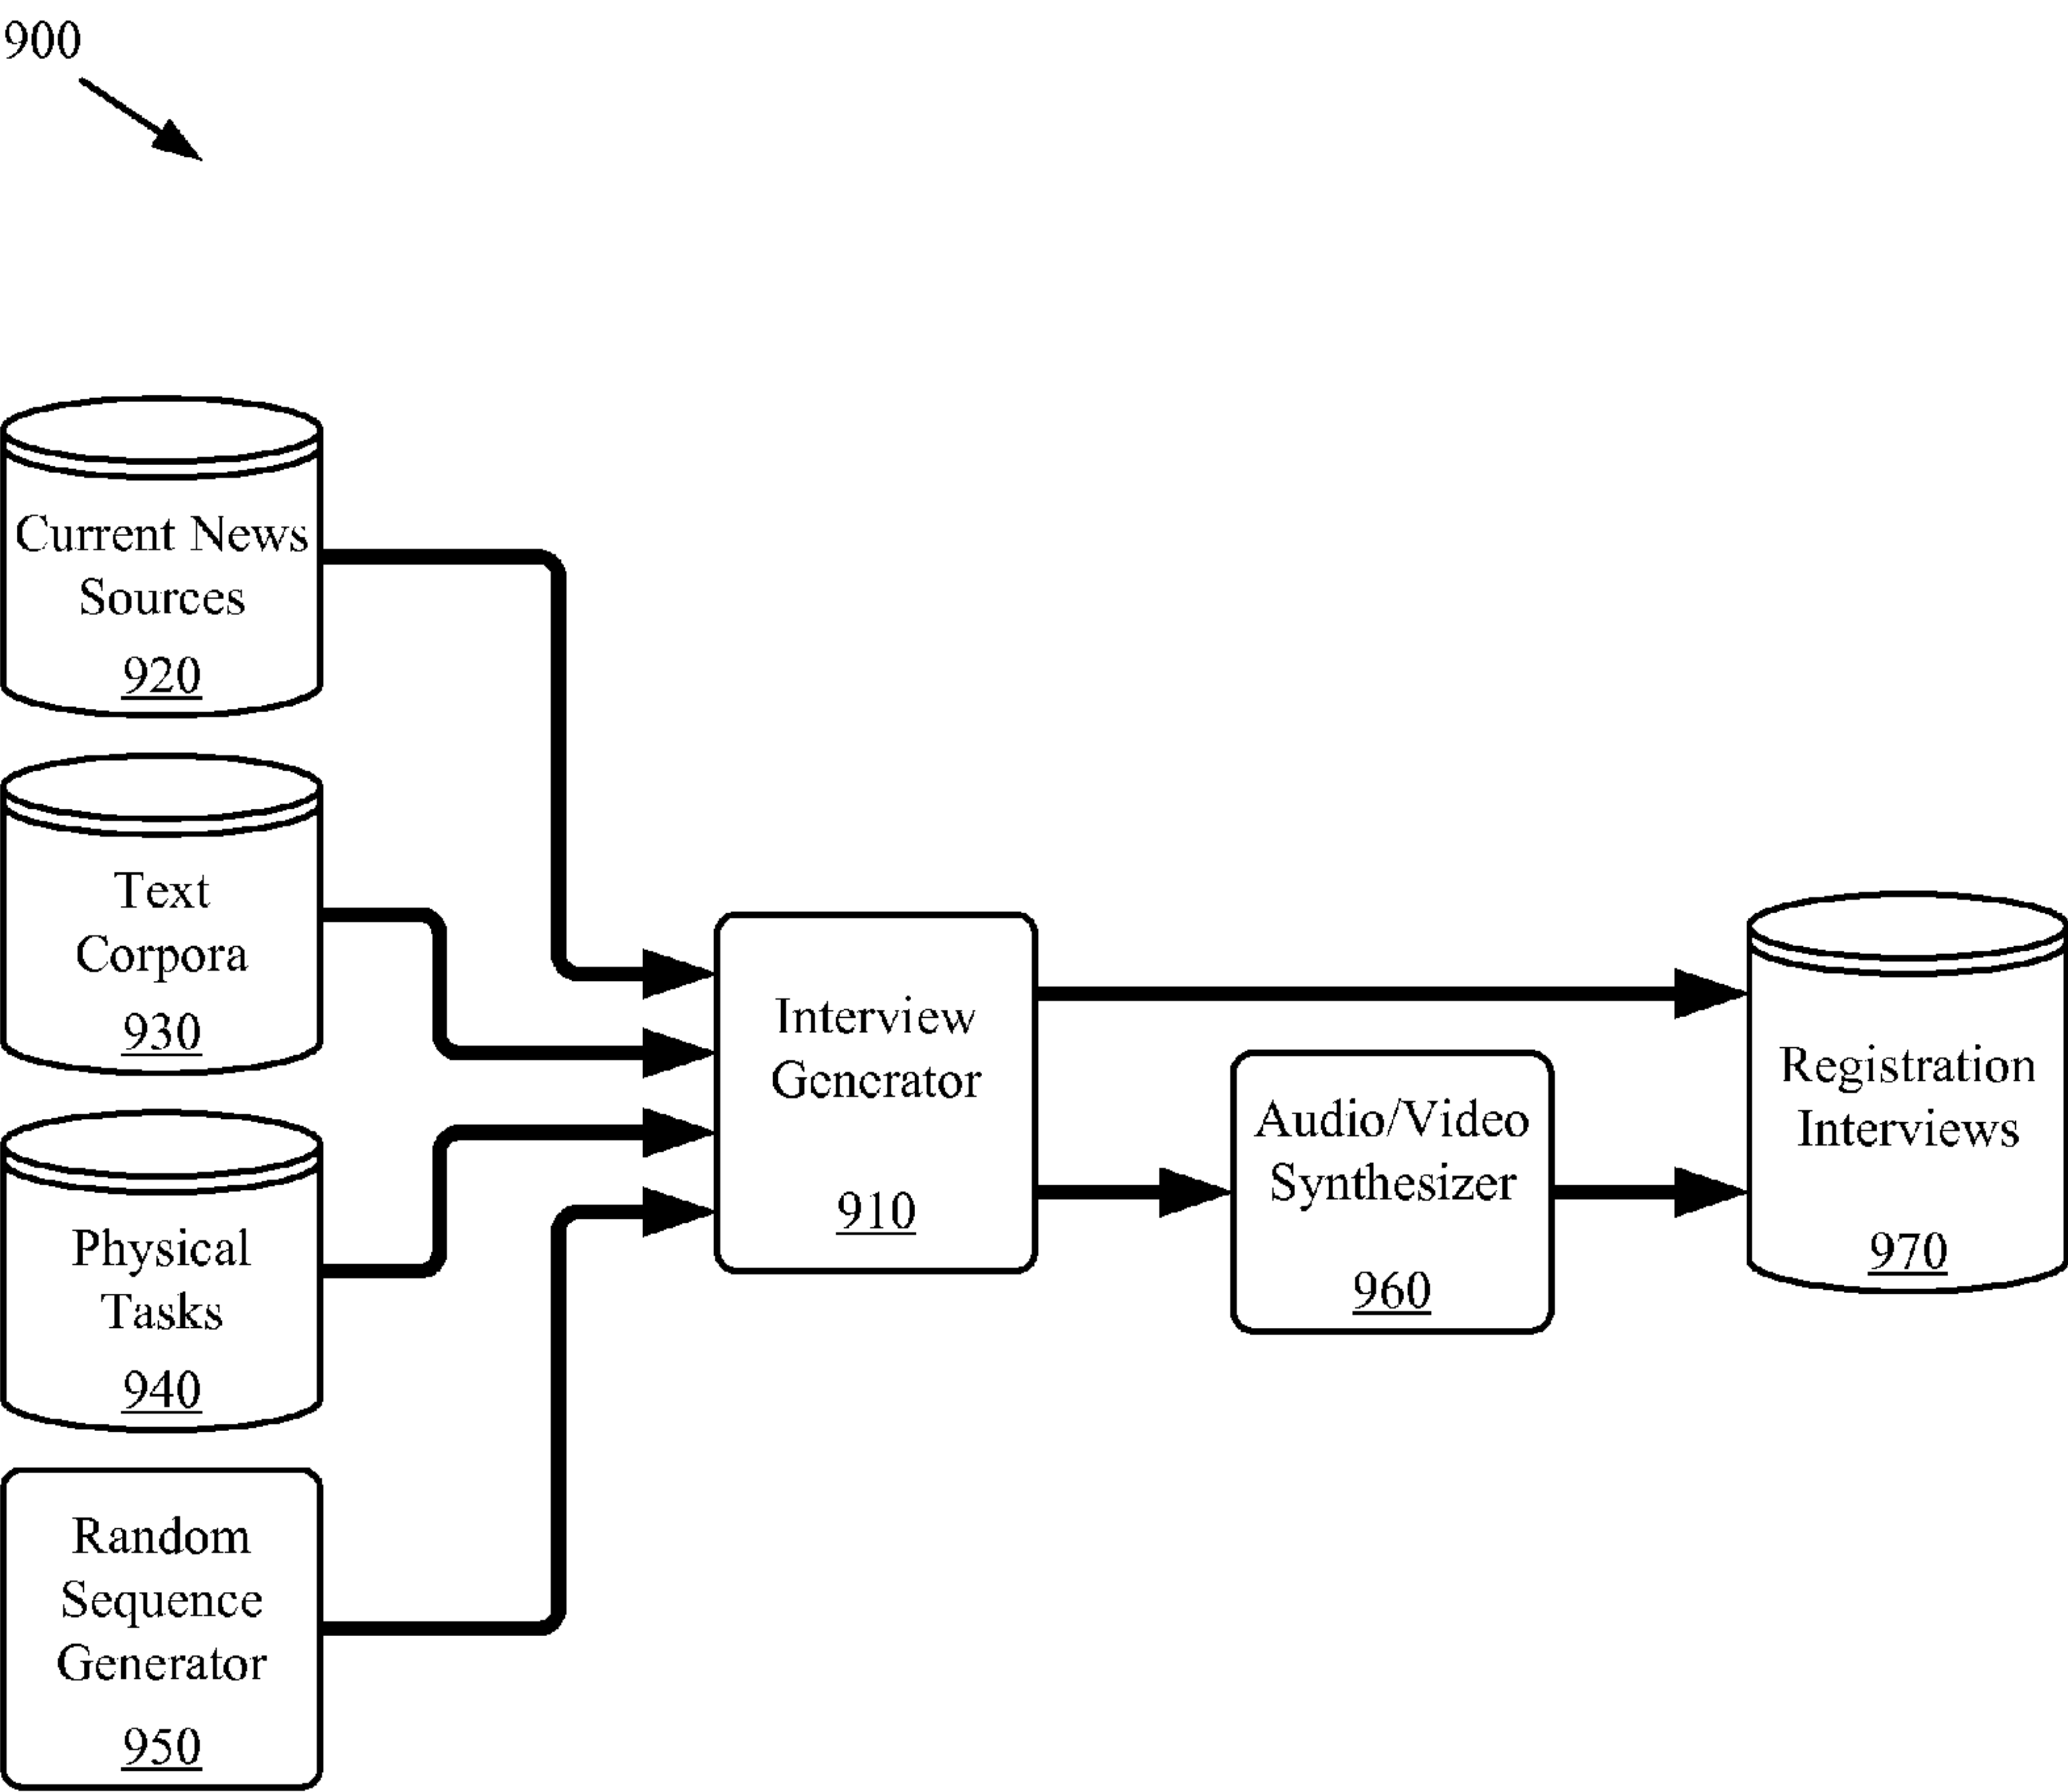 900
Current News
Sources
920
Text
Corpora
930
Physical
Tasks
940
Random
Sequence
Generator
950
Interview
Generator
910
Audio/Video
Synthesizer
960
Registration
Interviews
970